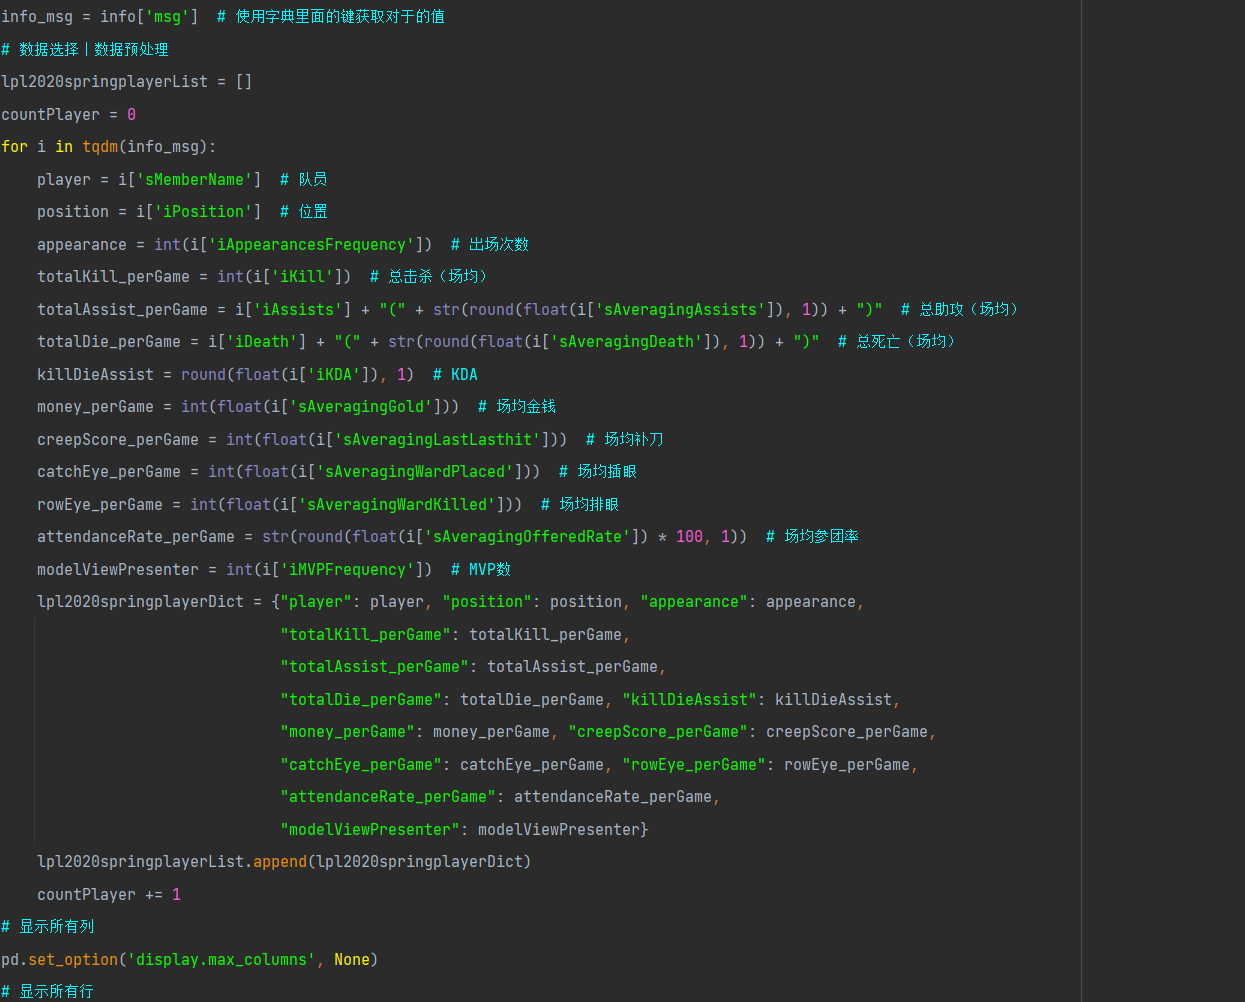 info_msg = info['msg']  # 使用字典里面的键获取对于的值
# 数据选择|数据预处理
lpl2020springplayerList = []
countPlayer = 0
for i in tqdm(info_msg):
    player = i['sMemberName']  # 队员
    position = i['iPosition']  # 位置
    appearance = int(i['iAppearancesFrequency'])  # 出场次数
    totalKill_perGame = int(i['iKill'])  # 总击杀（场均）
    totalAssist_perGame = i['iAssists'] + "(" + str(round(float(i['sAveragingAssists']), 1)) + ")"  # 总助攻（场均）
    totalDie_perGame = i['iDeath'] + "(" + str(round(float(i['sAveragingDeath']), 1)) + ")"  # 总死亡（场均）
    killDieAssist = round(float(i['iKDA']), 1)  # KDA
    money_perGame = int(float(i['sAveragingGold']))  # 场均金钱
    creepScore_perGame = int(float(i['sAveragingLastLasthit']))  # 场均补刀
    catchEye_perGame = int(float(i['sAveragingWardPlaced']))  # 场均插眼
    rowEye_perGame = int(float(i['sAveragingWardKilled']))  # 场均排眼
    attendanceRate_perGame = str(round(float(i['sAveragingOfferedRate']) * 100, 1))  # 场均参团率
    modelViewPresenter = int(i['iMVPFrequency'])  # MVP数
    lpl2020springplayerDict = {"player": player, "position": position, "appearance": appearance,
                               "totalKill_perGame": totalKill_perGame,
                               "totalAssist_perGame": totalAssist_perGame,
                               "totalDie_perGame": totalDie_perGame, "killDieAssist": killDieAssist,
                               "money_perGame": money_perGame, "creepScore_perGame": creepScore_perGame,
                               "catchEye_perGame": catchEye_perGame, "rowEye_perGame": rowEye_perGame,
                               "attendanceRate_perGame": attendanceRate_perGame,
                               "modelViewPresenter": modelViewPresenter}
    lpl2020springplayerList.append(lpl2020springplayerDict)
    countPlayer += 1
# 显示所有列
pd.set_option('display.max_columns', None)
# 显示所有行